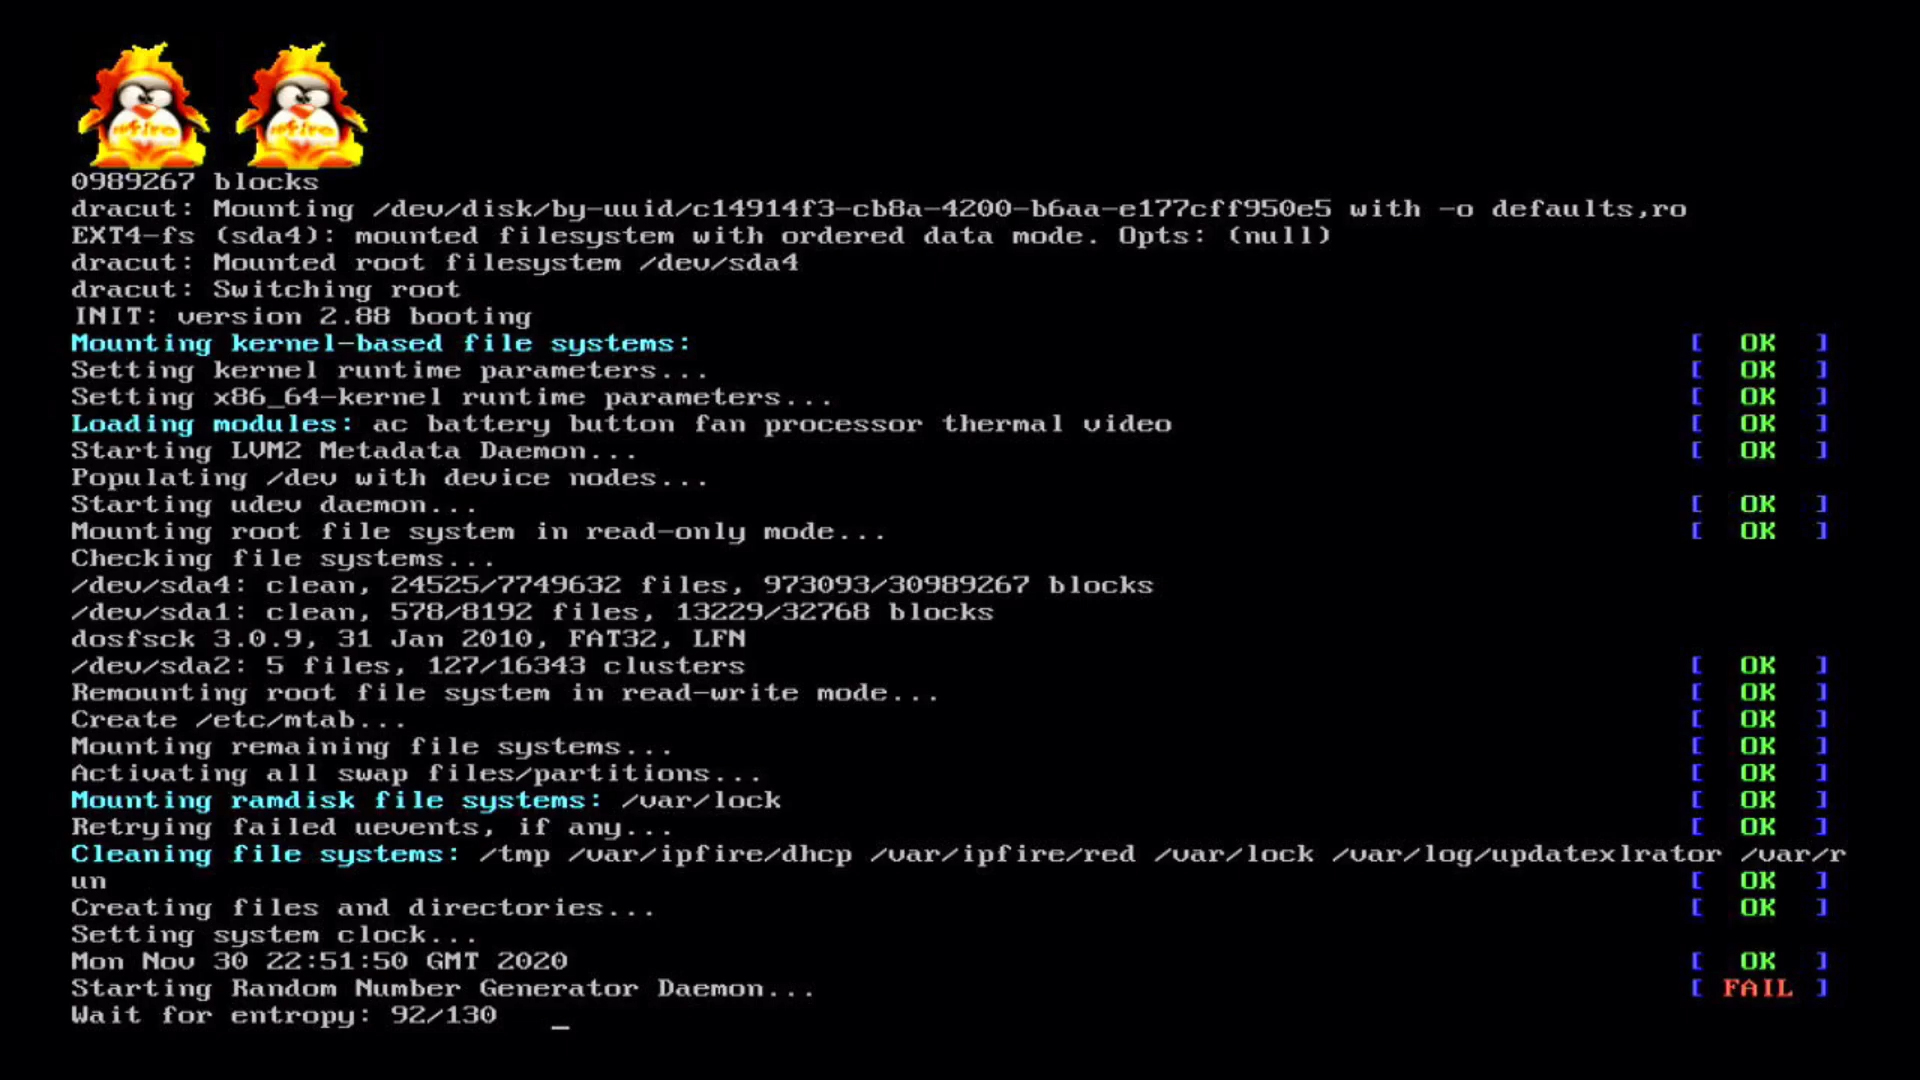 ipfire ipfire
0989267 blocks
dracut: Mounting /dev/disk/by-uuid/c14914f3-cb8a-4200-b6aa-e177cff950e5 with -o defaults,ro
EXT4-fs (sda4): mounted filesystem with ordered data mode. Opts: (null)
dracut: Mounted root filesystem /dev/sda4
dracut: Switching root
INIT: version 2.88 booting
Mounting kernel-based file systems: [ OK ]
Setting kernel runtime parameters... [ OK ]
Setting x86_64-kernel runtime parameters... [ OK ]
Loading modules: ac battery button fan processor thermal video [ OK ]
Starting LVM2 Metadata Daemon... [ OK ]
Populating /dev with device nodes...
Starting udev daemon... [ OK ]
Mounting root file system in read-only mode... [ OK ]
Checking file systems...
/dev/sda4: clean, 24525/7749632 files, 973093/30989267 blocks
/dev/sda1: clean, 578/8192 files, 13229/32768 blocks
dosfsck 3.0.9, 31 Jan 2010, FAT32, LFN
/dev/sda2: 5 files, 127/16343 clusters [ OK ]
Remounting root file system in read-write mode... [ OK ]
Create /etc/mtab... [ OK ]
Mounting remaining file systems... [ OK ]
Activating all swap files/partitions... [ OK ]
Mounting ramdisk file systems: /var/lock [ OK ]
Retrying failed uevents, if any... [ OK ]
Cleaning file systems: /tmp /var/ipfire/dhcp /var/ipfire/red /var/lock /var/log/updatexlrator /var/r
un [ OK ]
Creating files and directories... [ OK ]
Setting system clock...
Mon Nov 30 22:51:50 GMT 2020 [ OK ]
Starting Random Number Generator Daemon... [ FAIL ]
Wait for entropy: 92/130 _